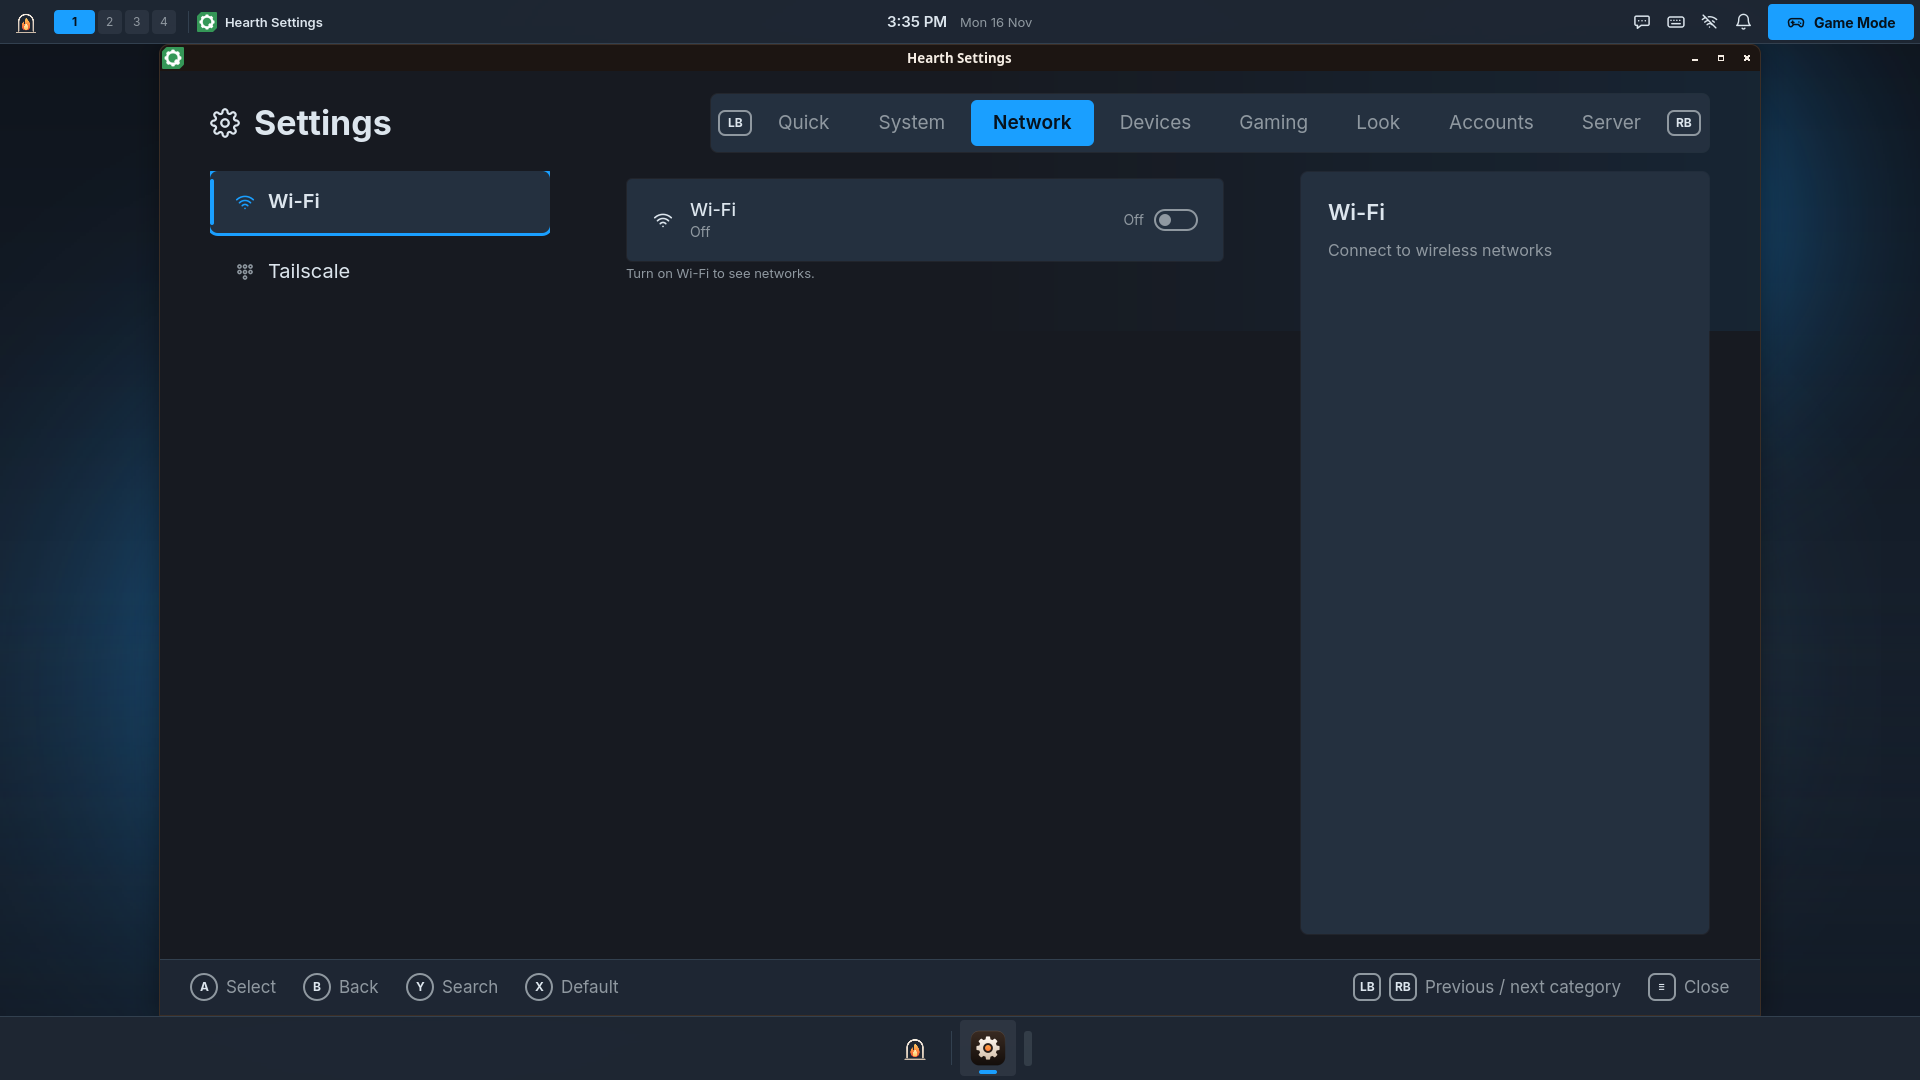 1 2 3 4 Hearth Settings 3:35 PM Mon 16 Nov Game Mode
Hearth Settings
Settings
LB Quick System Network Devices Gaming Look Accounts Server RB
Wi-Fi
Tailscale
Wi-Fi
Off
Off
Turn on Wi-Fi to see networks.
Wi-Fi
Connect to wireless networks
A Select B Back Y Search X Default LB RB Previous / next category ≡ Close